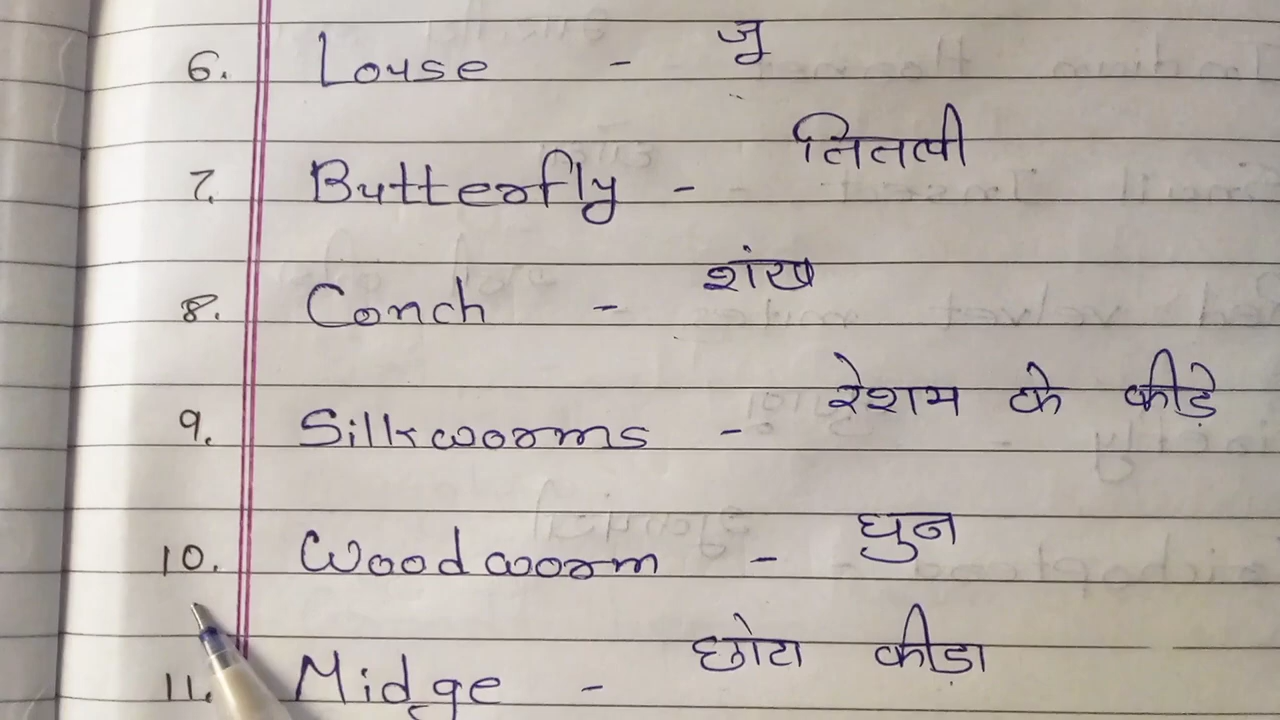 6. Louse - जू
7. Butterfly - तितली
8. Conch - शंख
9. Silkworms - रेशम के कीड़े
10. Woodworm - घुन
11. Midge - छोटा कीड़ा